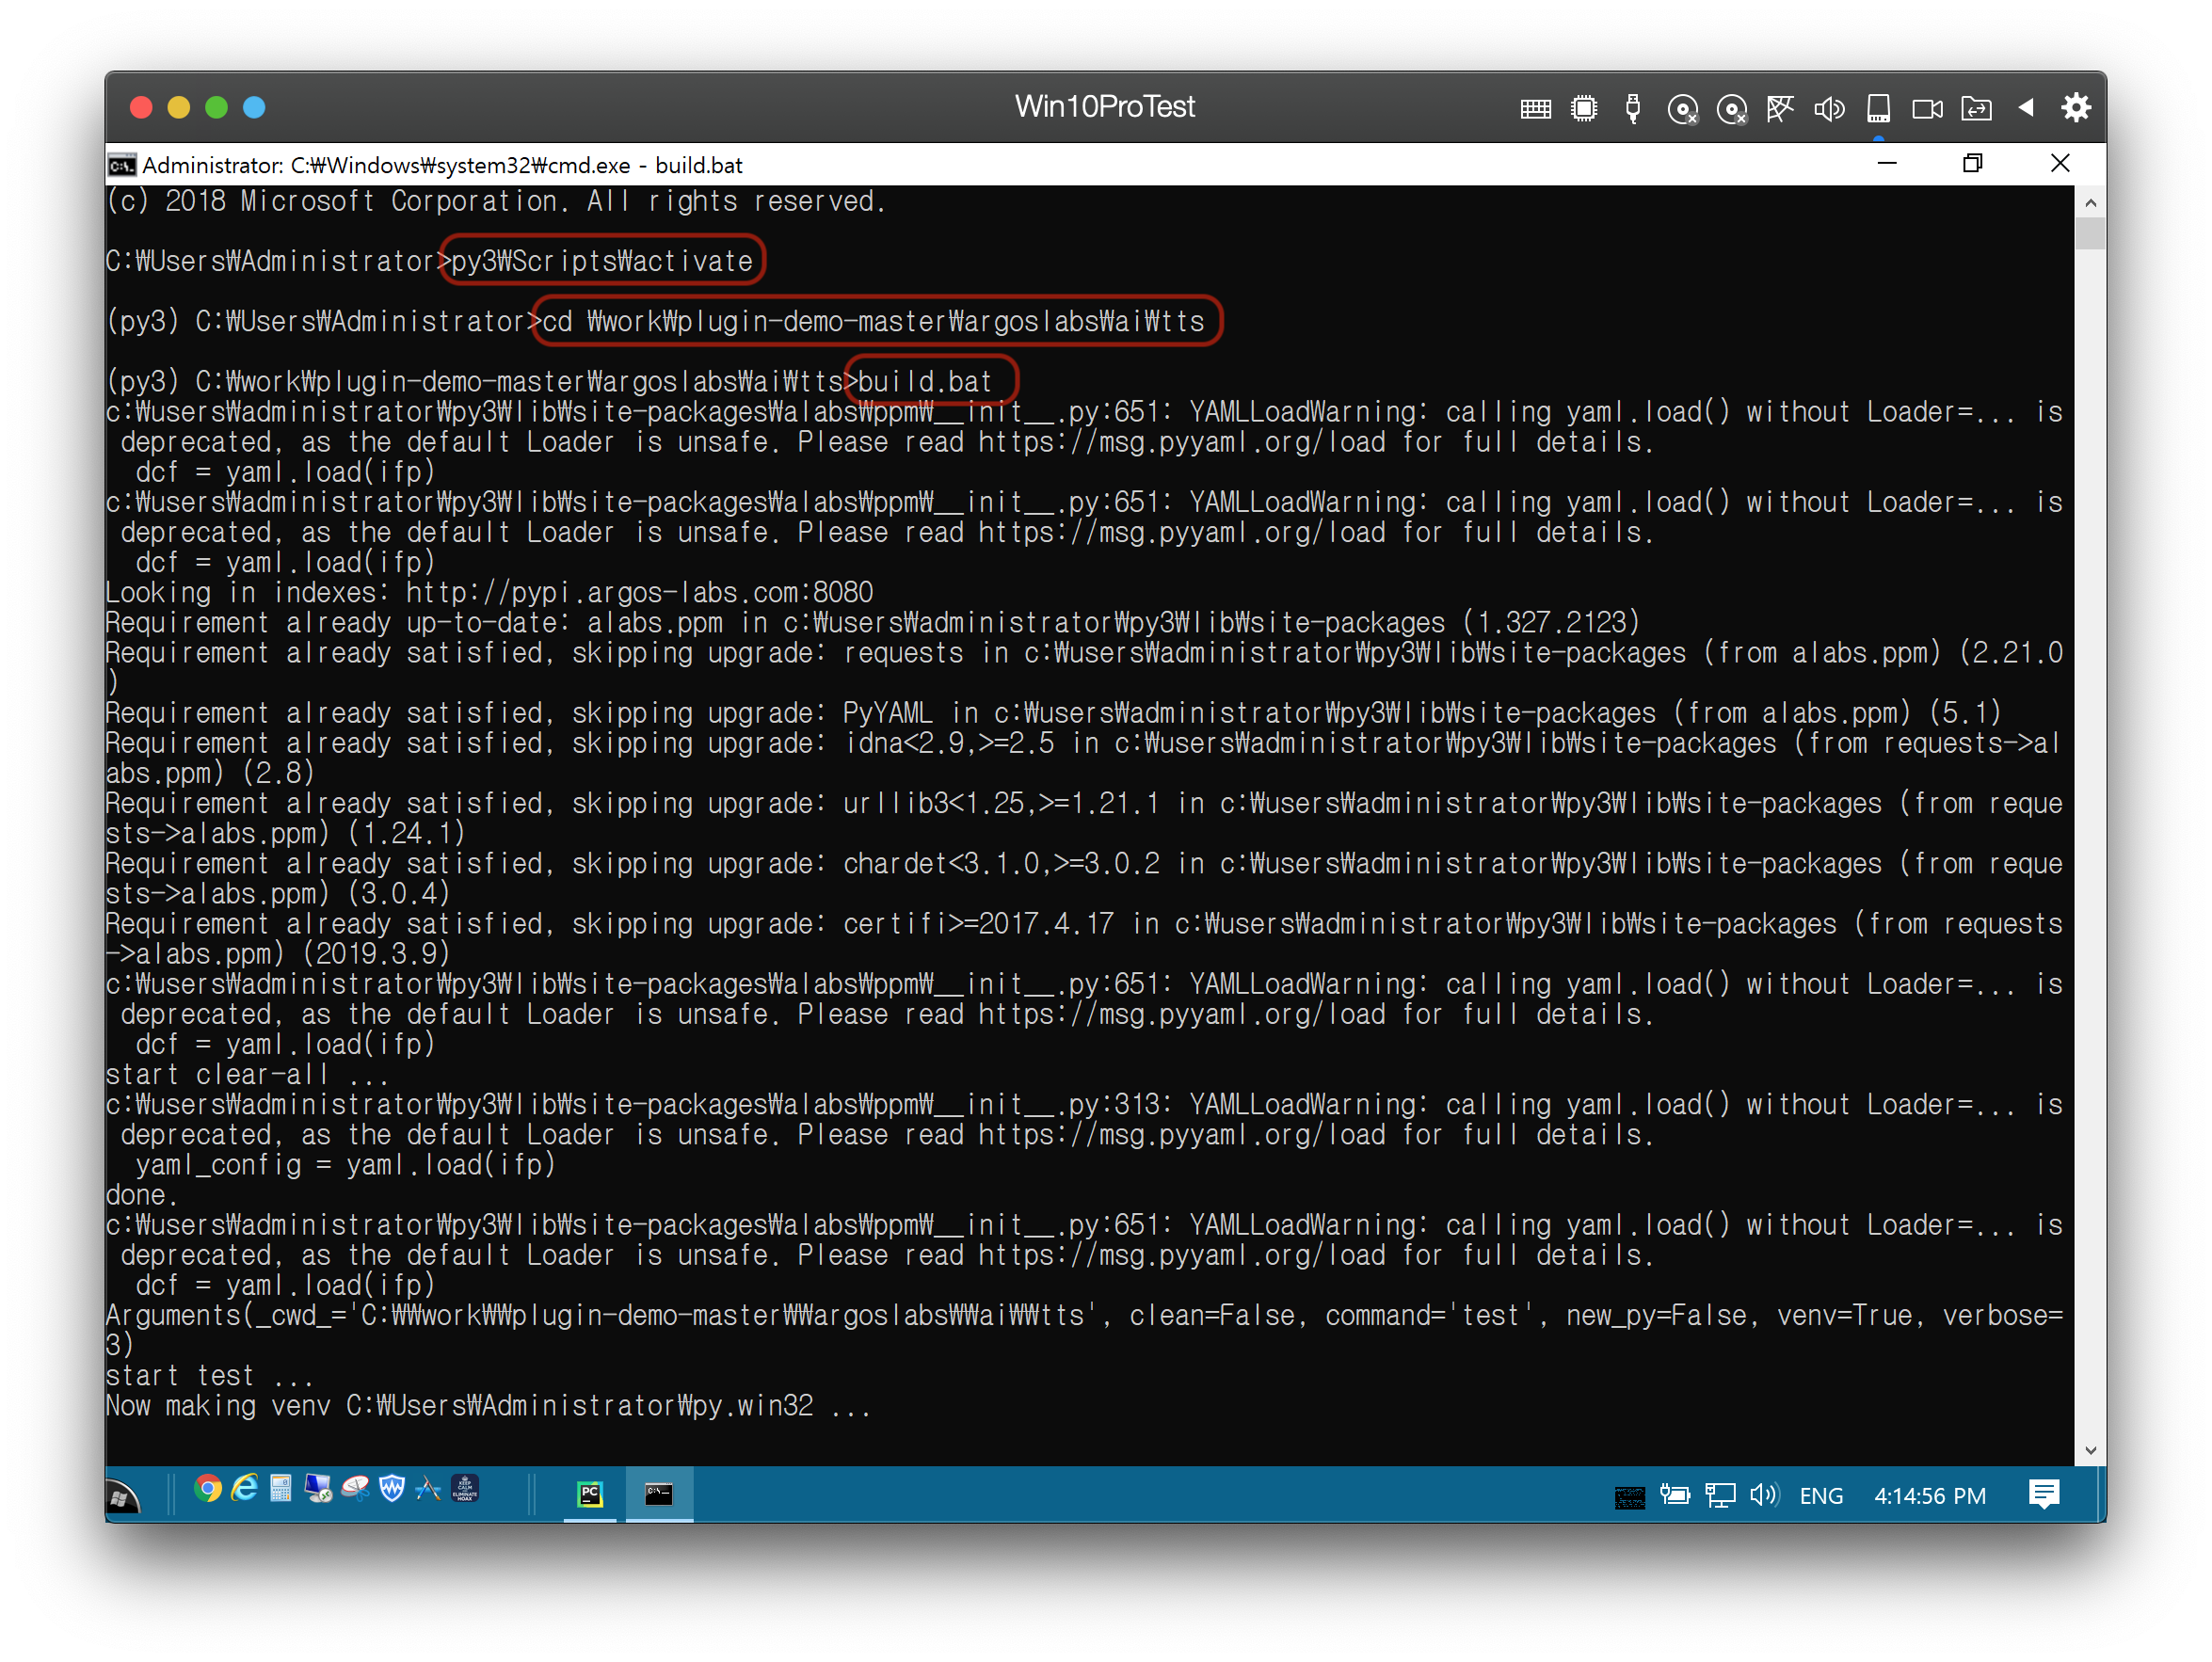 Win10ProTest
Administrator: C:₩Windows₩system32₩cmd.exe - build.bat
(c) 2018 Microsoft Corporation. All rights reserved.
C:₩Users₩Administrator>py3₩Scripts₩activate
(py3) C:₩Users₩Administrator>cd ₩work₩plugin-demo-master₩argoslabs₩ai₩tts
(py3) C:₩work₩plugin-demo-master₩argoslabs₩ai₩tts>build.bat
c:₩users₩administrator₩py3₩lib₩site-packages₩alabs₩ppm₩__init__.py:651: YAMLLoadWarning: calling yaml.load() without Loader=... is
deprecated, as the default Loader is unsafe. Please read https://msg.pyyaml.org/load for full details.
dcf = yaml.load(ifp)
c:₩users₩administrator₩py3₩lib₩site-packages₩alabs₩ppm₩__init__.py:651: YAMLLoadWarning: calling yaml.load() without Loader=... is
deprecated, as the default Loader is unsafe. Please read https://msg.pyyaml.org/load for full details.
dcf = yaml.load(ifp)
Looking in indexes: http://pypi.argos-labs.com:8080
Requirement already up-to-date: alabs.ppm in c:₩users₩administrator₩py3₩lib₩site-packages (1.327.2123)
Requirement already satisfied, skipping upgrade: requests in c:₩users₩administrator₩py3₩lib₩site-packages (from alabs.ppm) (2.21.0
)
Requirement already satisfied, skipping upgrade: PyYAML in c:₩users₩administrator₩py3₩lib₩site-packages (from alabs.ppm) (5.1)
Requirement already satisfied, skipping upgrade: idna<2.9,>=2.5 in c:₩users₩administrator₩py3₩lib₩site-packages (from requests->al
abs.ppm) (2.8)
Requirement already satisfied, skipping upgrade: urllib3<1.25,>=1.21.1 in c:₩users₩administrator₩py3₩lib₩site-packages (from reque
sts->alabs.ppm) (1.24.1)
Requirement already satisfied, skipping upgrade: chardet<3.1.0,>=3.0.2 in c:₩users₩administrator₩py3₩lib₩site-packages (from reque
sts->alabs.ppm) (3.0.4)
Requirement already satisfied, skipping upgrade: certifi>=2017.4.17 in c:₩users₩administrator₩py3₩lib₩site-packages (from requests
->alabs.ppm) (2019.3.9)
c:₩users₩administrator₩py3₩lib₩site-packages₩alabs₩ppm₩__init__.py:651: YAMLLoadWarning: calling yaml.load() without Loader=... is
deprecated, as the default Loader is unsafe. Please read https://msg.pyyaml.org/load for full details.
dcf = yaml.load(ifp)
start clear-all ...
c:₩users₩administrator₩py3₩lib₩site-packages₩alabs₩ppm₩__init__.py:313: YAMLLoadWarning: calling yaml.load() without Loader=... is
deprecated, as the default Loader is unsafe. Please read https://msg.pyyaml.org/load for full details.
yaml_config = yaml.load(ifp)
done.
c:₩users₩administrator₩py3₩lib₩site-packages₩alabs₩ppm₩__init__.py:651: YAMLLoadWarning: calling yaml.load() without Loader=... is
deprecated, as the default Loader is unsafe. Please read https://msg.pyyaml.org/load for full details.
dcf = yaml.load(ifp)
Arguments(_cwd_='C:₩₩work₩₩plugin-demo-master₩₩argoslabs₩₩ai₩₩tts', clean=False, command='test', new_py=False, venv=True, verbose=
3)
start test ...
Now making venv C:₩Users₩Administrator₩py.win32 ...
KEEP CALM
ELIMINATE
HOAX
PC
C:\_
ENG
4:14:56 PM